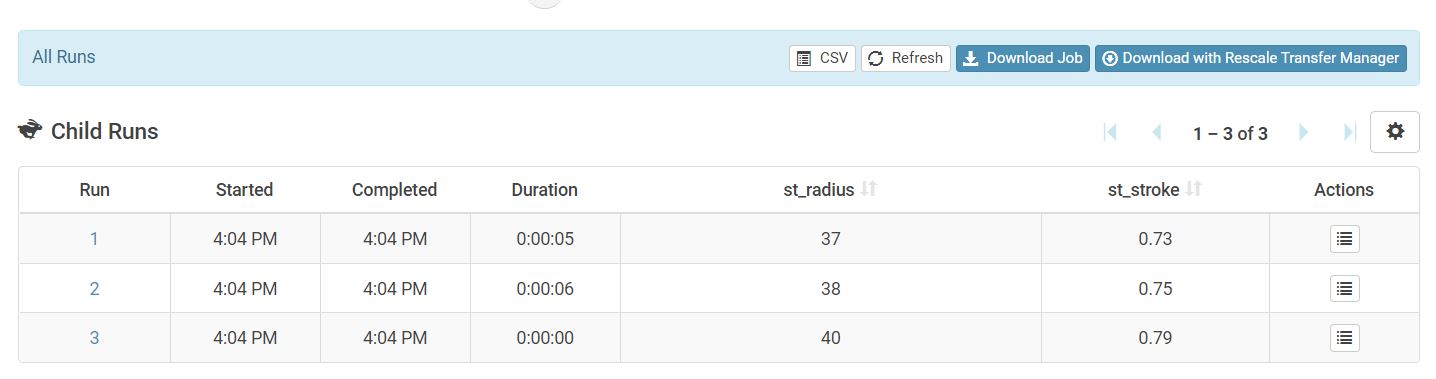 All Runs CSV Refresh Download Job Download with Rescale Transfer Manager
Child Runs 1 – 3 of 3
Run Started Completed Duration st_radius st_stroke Actions
1 4:04 PM 4:04 PM 0:00:05 37 0.73
2 4:04 PM 4:04 PM 0:00:06 38 0.75
3 4:04 PM 4:04 PM 0:00:00 40 0.79